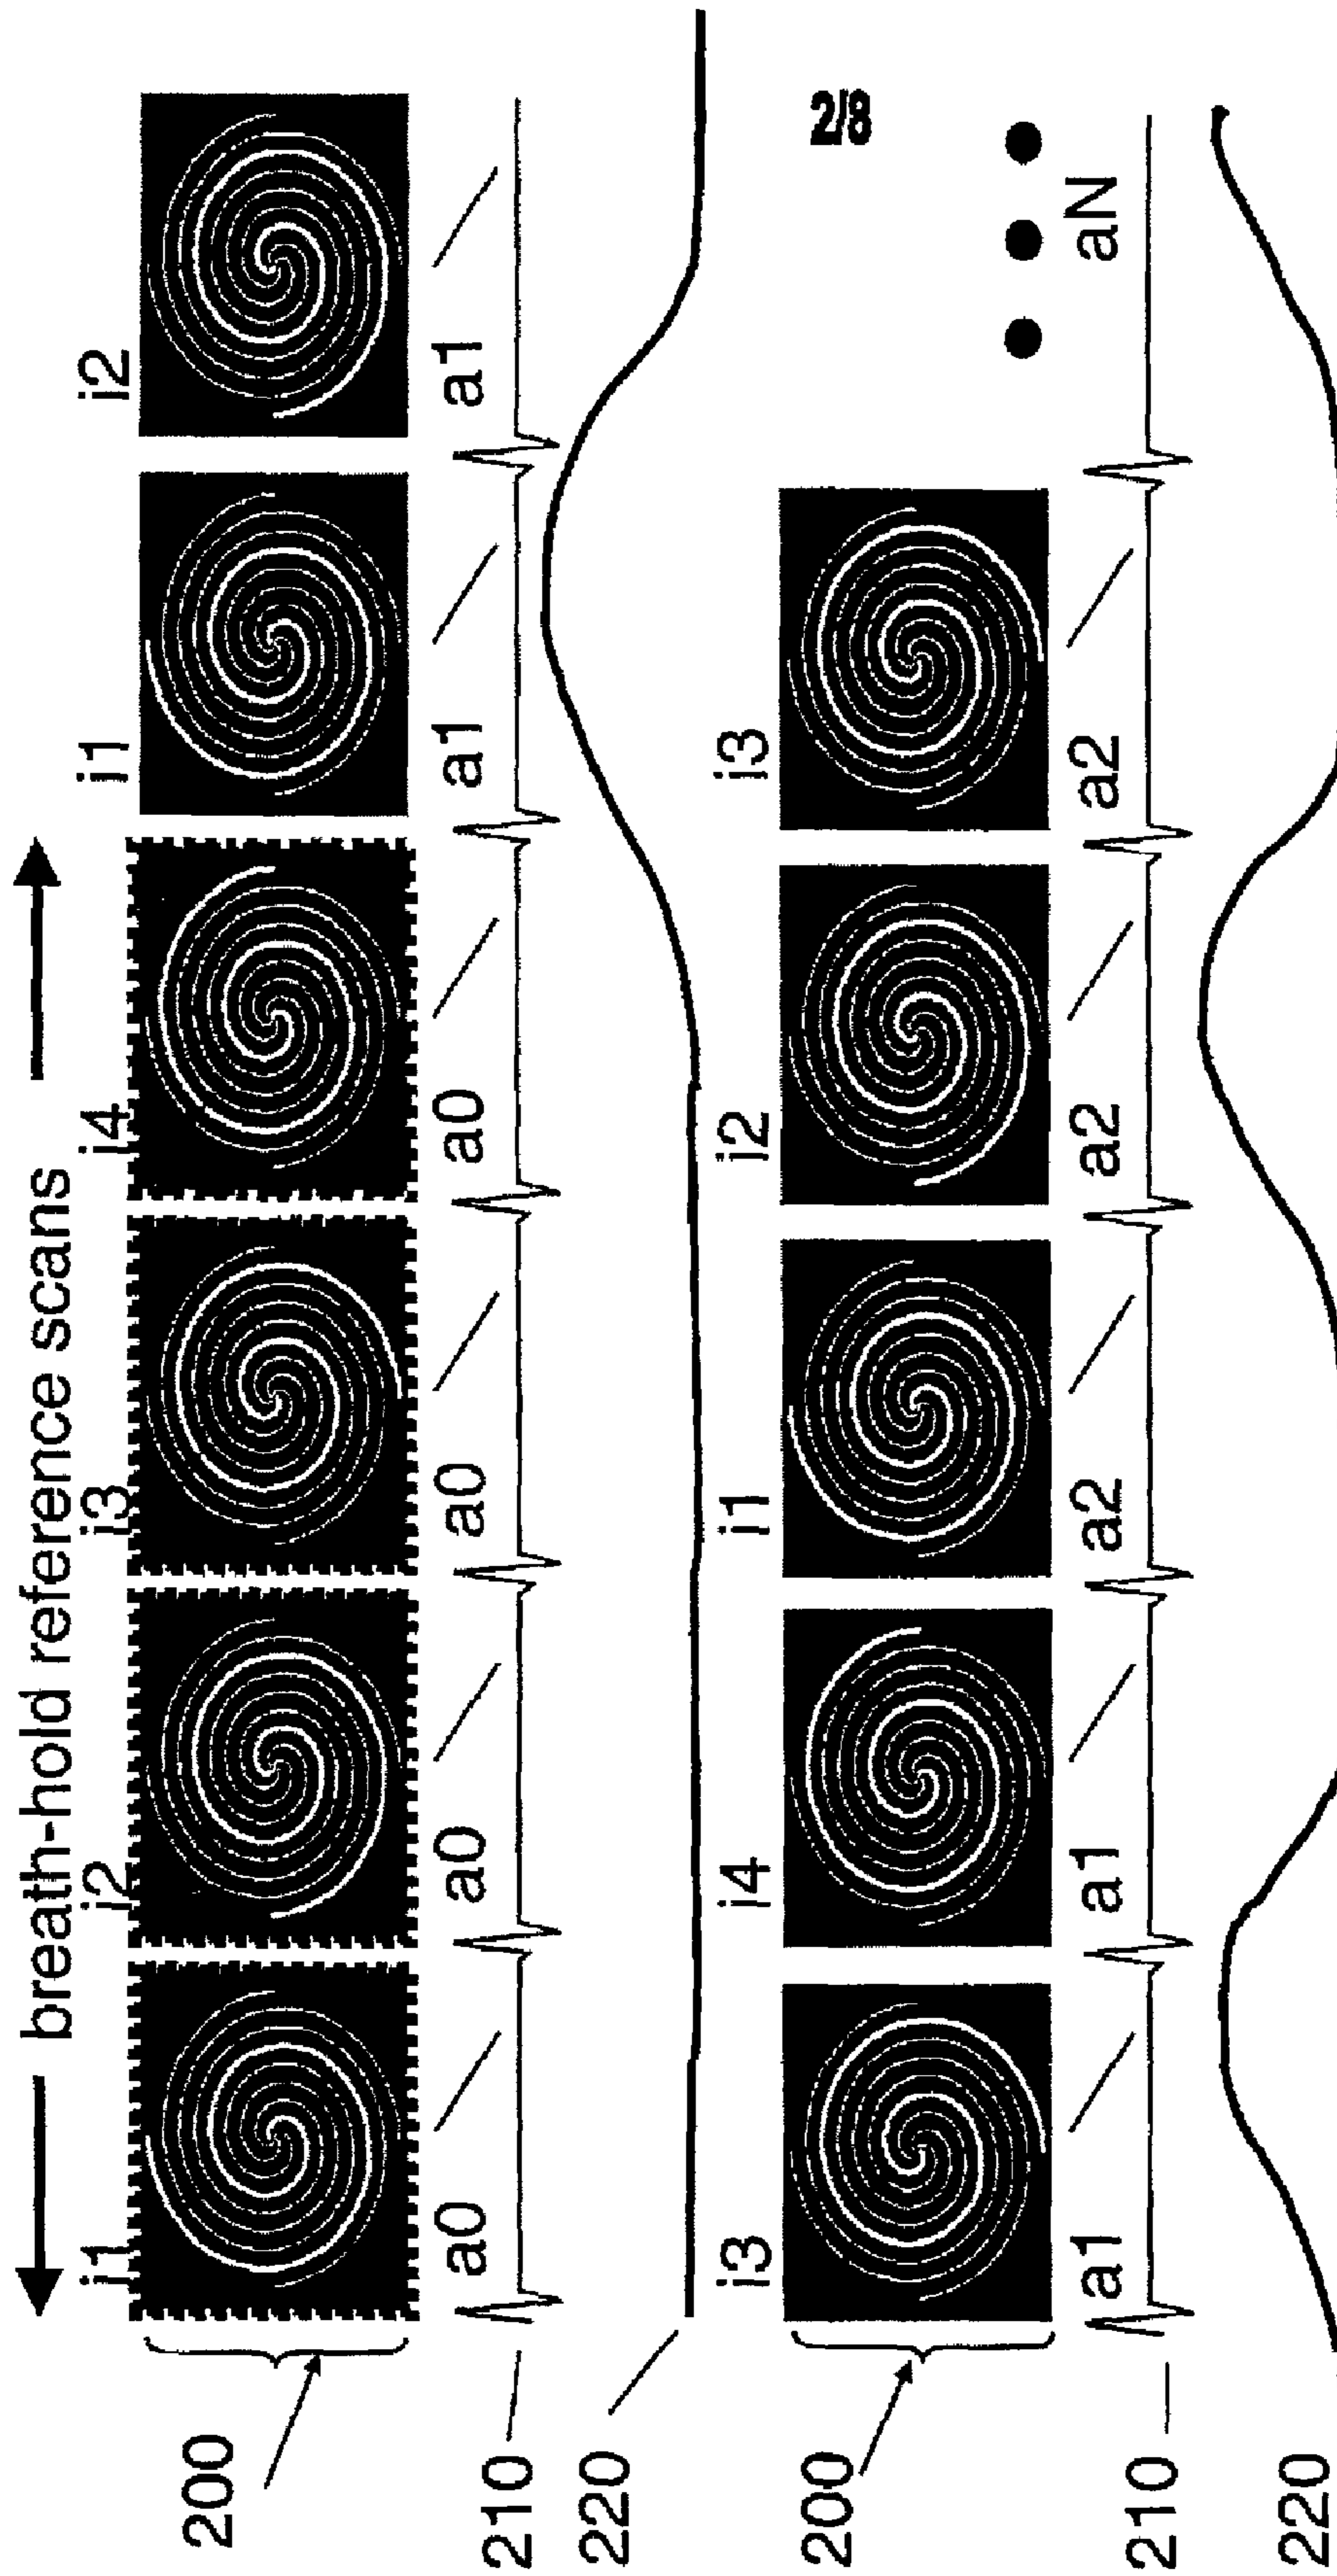 breath-hold reference scans
i1 i2 i3 i4 i1 i2
200
a0 a0 a0 a0 a1 a1
210
220
2/8
i3 i4 i1 i2 i3
200
a1 a1 a2 a2 a2 aN
210
220